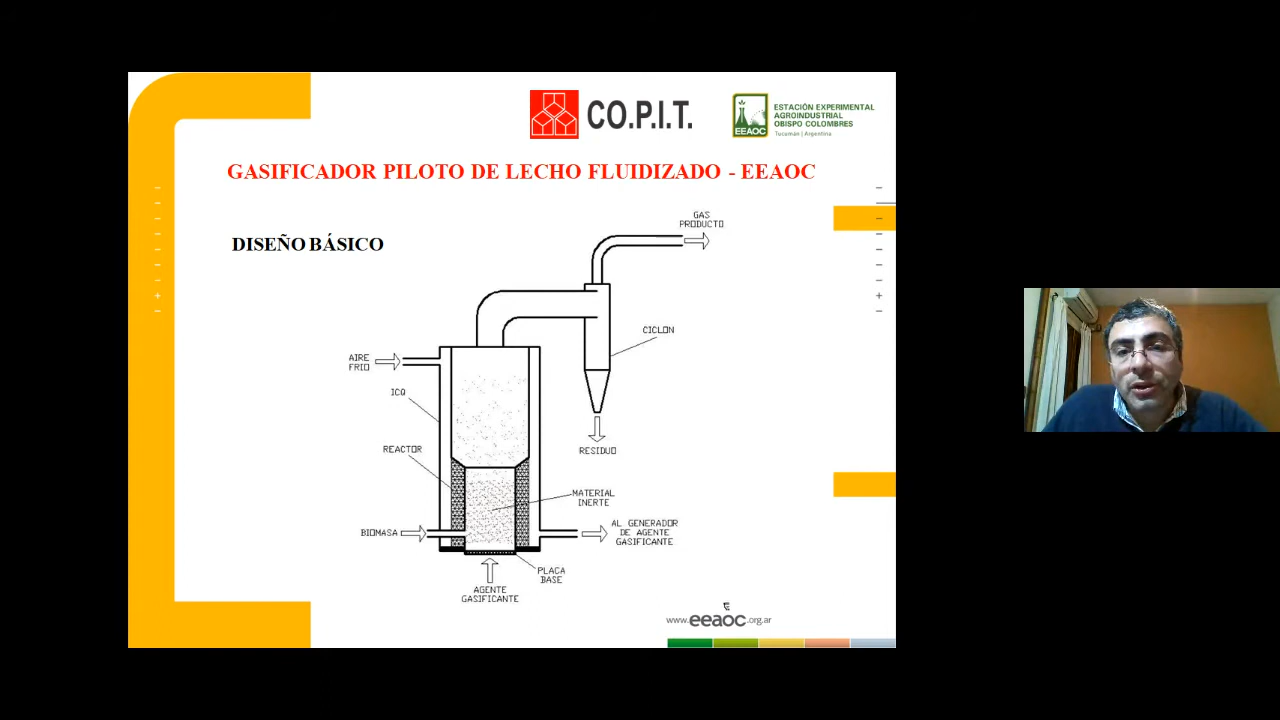 CO.P.I.T.
EEAOC
ESTACIÓN EXPERIMENTAL
AGROINDUSTRIAL
OBISPO COLOMBRES
Tucumán | Argentina
GASIFICADOR PILOTO DE LECHO FLUIDIZADO - EEAOC
DISEÑO BÁSICO
GAS
PRODUCTO
CICLON
AIRE
FRIO
ICQ
REACTOR
RESIDUO
MATERIAL
INERTE
BIOMASA
AL GENERADOR
DE AGENTE
GASIFICANTE
PLACA
BASE
AGENTE
GASIFICANTE
www.eeaoc.org.ar